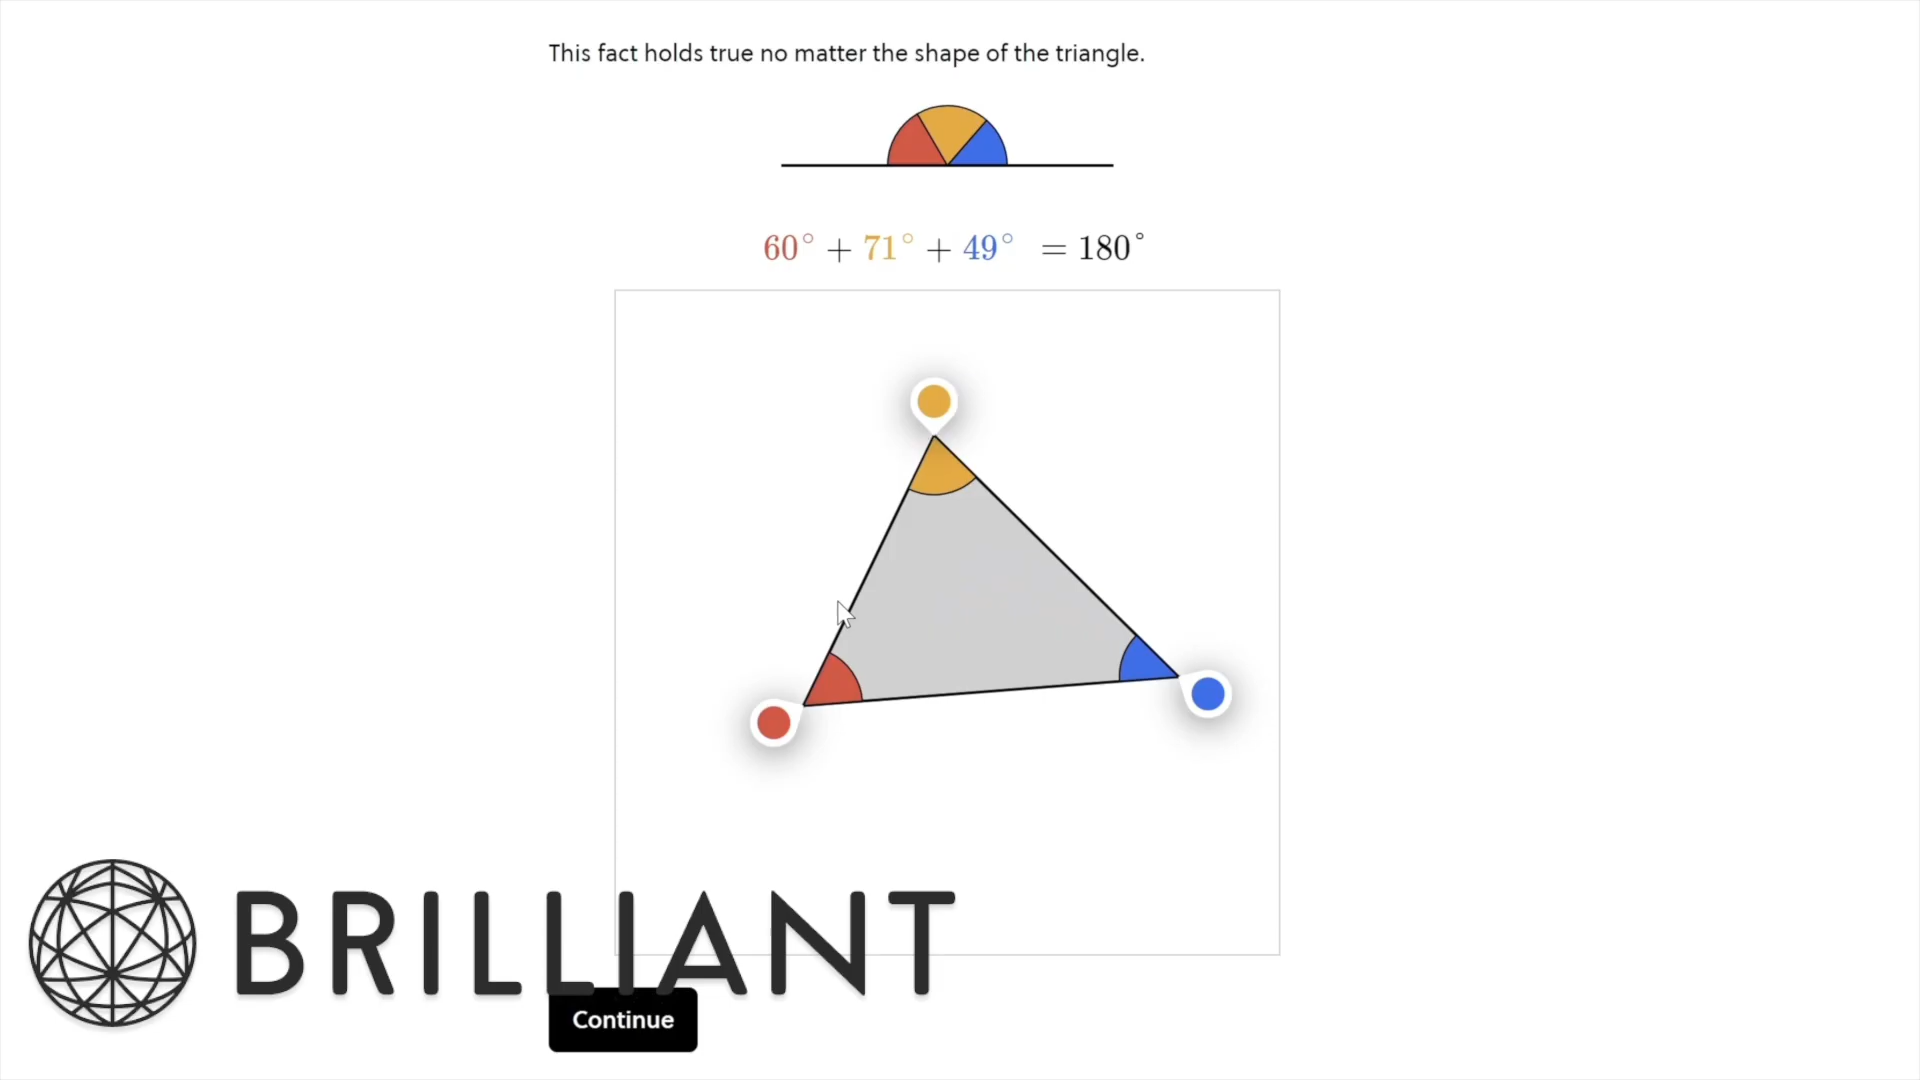 This fact holds true no matter the shape of the triangle.
60° + 71° + 49° = 180°
BRILLIANT
Continue